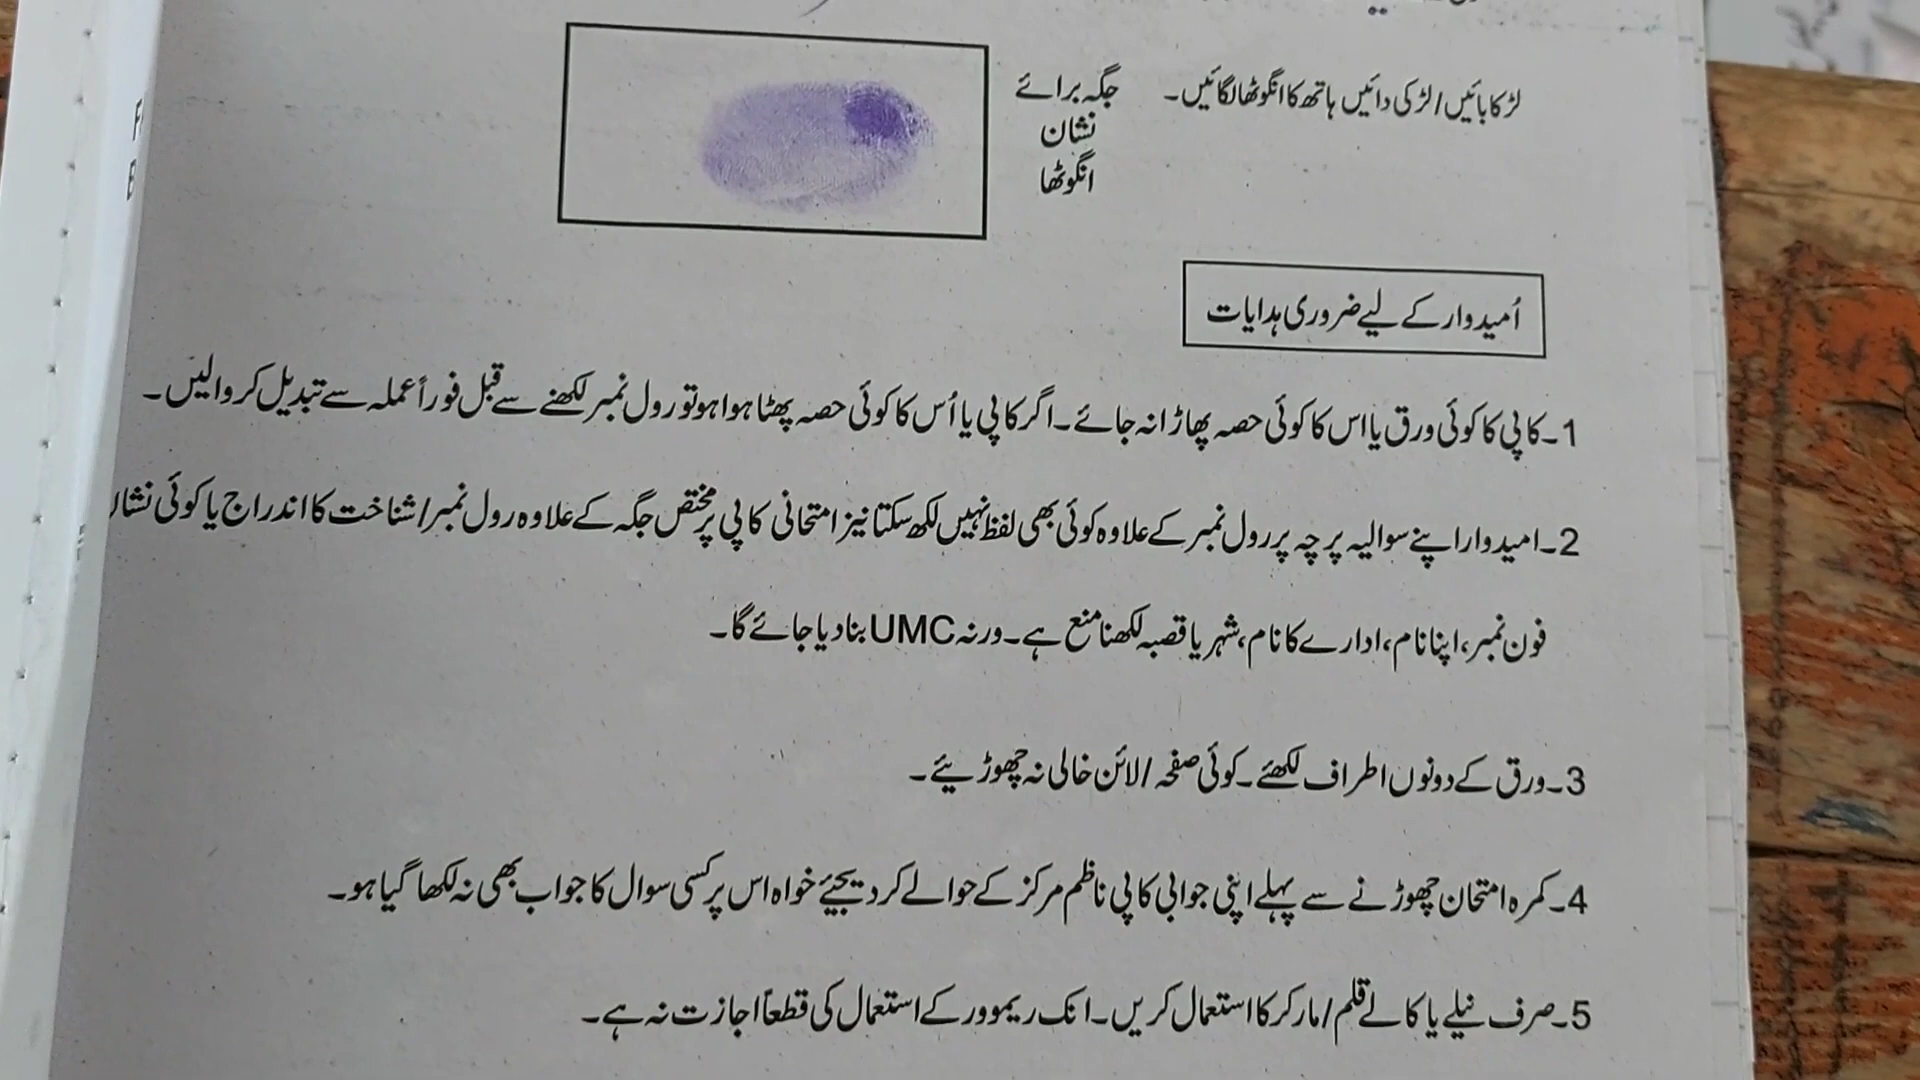 لڑکا بائیں / لڑکی دائیں ہاتھ کا انگوٹھا لگائیں۔
جگہ برائے
نشان
انگوٹھا
اُمیدوار کے لیے ضروری ہدایات
1۔ کاپی کا کوئی ورق یا اس کا کوئی حصہ پھاڑا نہ جائے۔ اگر کاپی یا اُس کا کوئی حصہ پھٹا ہوا ہو تو رول نمبر لکھنے سے قبل فوراً عملہ سے تبدیل کروالیں۔
2۔ امیدوار اپنے سوالیہ پرچہ پر رول نمبر کے علاوہ کوئی بھی لفظ نہیں لکھ سکتا نیز امتحانی کاپی پر مختص جگہ کے علاوہ رول نمبر / شناخت کا اندراج یا کوئی
فون نمبر، اپنا نام، ادارے کا نام، شہر یا قصبہ لکھنا منع ہے۔ ورنہ UMC بنا دیا جائے گا۔
3۔ ورق کے دونوں اطراف لکھئے۔ کوئی صفحہ / لائن خالی نہ چھوڑیئے۔
4۔ کمرہ امتحان چھوڑنے سے پہلے اپنی جوابی کاپی ناظم مرکز کے حوالے کر دیجیئے خواہ اس پر کسی سوال کا جواب بھی نہ لکھا گیا ہو۔
5۔ صرف نیلے یا کالے قلم / مارکر کا استعمال کریں۔ انک ریموور کے استعمال کی قطعاً اجازت نہ ہے۔